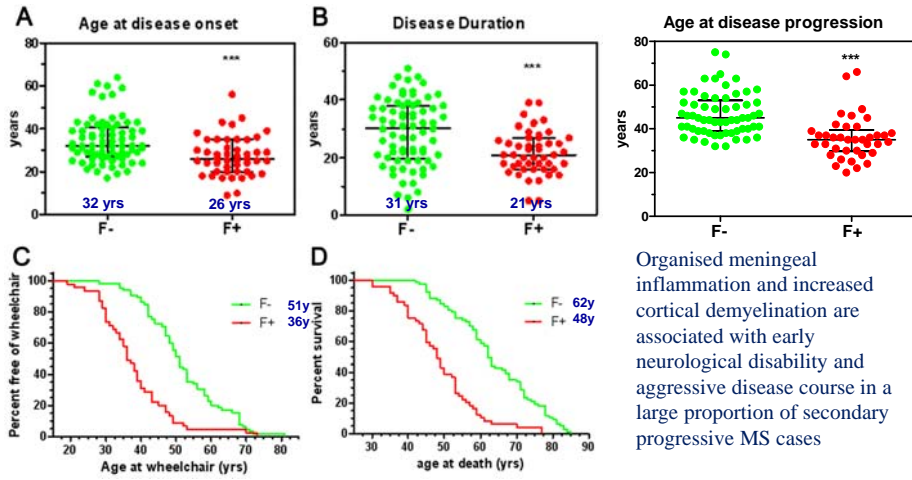 A
Age at disease onset
***
years
80
60
40
20
0
32 yrs
26 yrs
F-
F+
B
Disease Duration
***
years
60
40
20
0
31 yrs
21 yrs
F-
F+
Age at disease progression
***
years
80
60
40
20
0
F-
F+
C
Percent free of wheelchair
100
80
60
40
20
0
F- 51y
F+ 36y
20 30 40 50 60 70 80
Age at wheelchair (yrs)
D
Percent survival
100
80
60
40
20
0
F- 62y
F+ 48y
30 40 50 60 70 80 90
age at death (yrs)
Organised meningeal
inflammation and increased
cortical demyelination are
associated with early
neurological disability and
aggressive disease course in a
large proportion of secondary
progressive MS cases